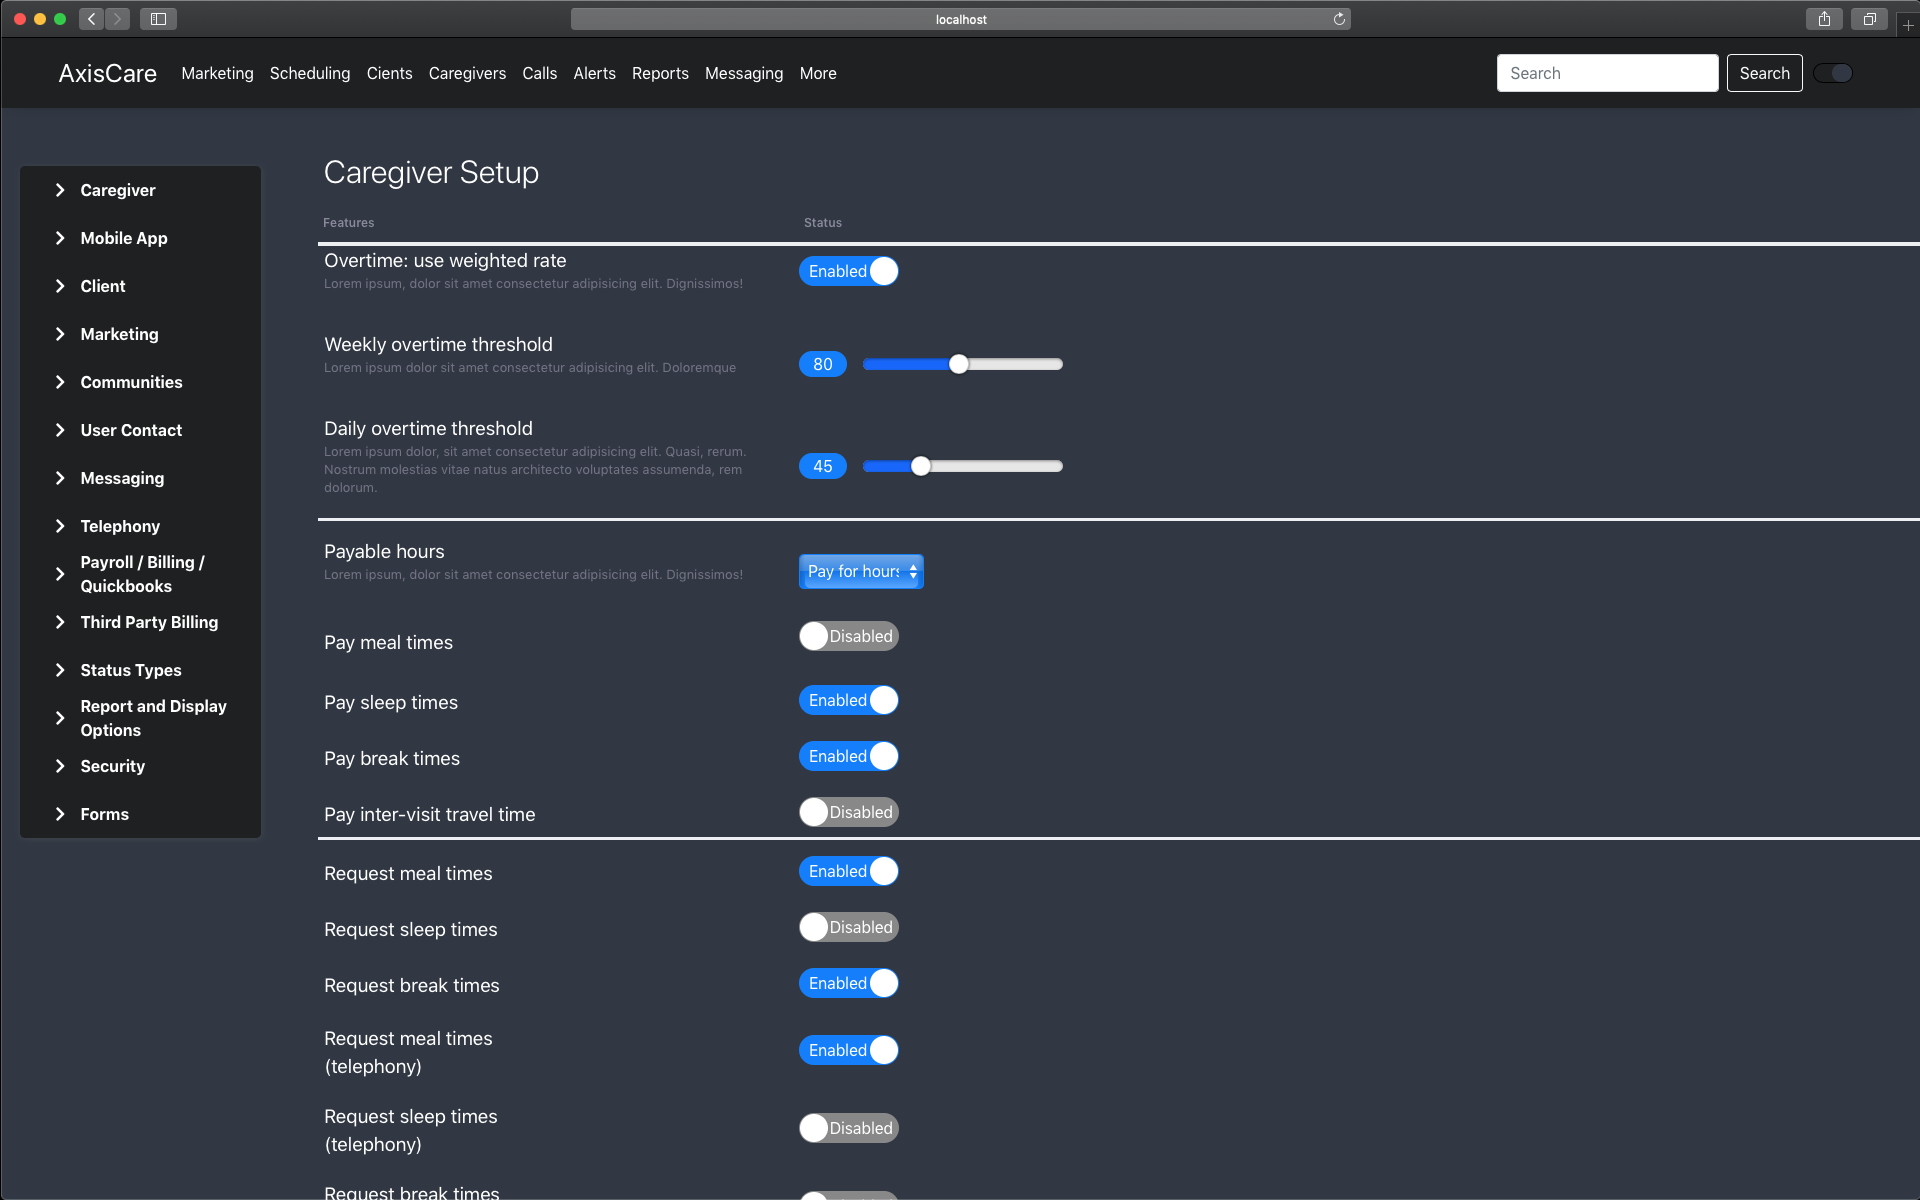 localhost
AxisCare Marketing Scheduling Cients Caregivers Calls Alerts Reports Messaging More Search Search
Caregiver
Mobile App
Client
Marketing
Communities
User Contact
Messaging
Telephony
Payroll / Billing /
Quickbooks
Third Party Billing
Status Types
Report and Display
Options
Security
Forms
Caregiver Setup
Features Status
Overtime: use weighted rate Enabled
Lorem ipsum, dolor sit amet consectetur adipisicing elit. Dignissimos!
Weekly overtime threshold
Lorem ipsum dolor sit amet consectetur adipisicing elit. Doloremque
80
Daily overtime threshold
Lorem ipsum dolor, sit amet consectetur adipisicing elit. Quasi, rerum.
Nostrum molestias vitae natus architecto voluptates assumenda, rem
dolorum.
45
Payable hours
Lorem ipsum, dolor sit amet consectetur adipisicing elit. Dignissimos!
Pay for hours
Pay meal times Disabled
Pay sleep times Enabled
Pay break times Enabled
Pay inter-visit travel time Disabled
Request meal times Enabled
Request sleep times Disabled
Request break times Enabled
Request meal times
(telephony)
Enabled
Request sleep times
(telephony)
Disabled
Request break times